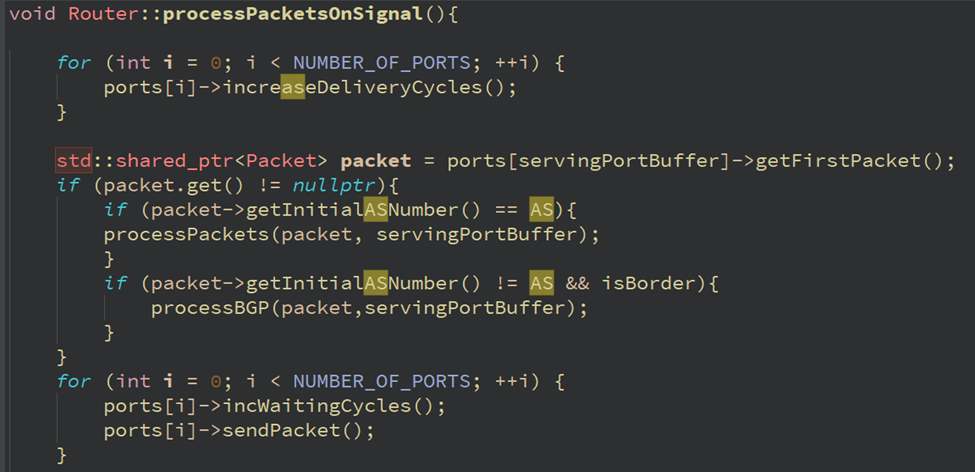 void Router::processPacketsOnSignal(){
for (int i = 0; i < NUMBER_OF_PORTS; ++i) {
ports[i]->increaseDeliveryCycles();
}
std::shared_ptr<Packet> packet = ports[servingPortBuffer]->getFirstPacket();
if (packet.get() != nullptr){
if (packet->getInitialASNumber() == AS){
processPackets(packet, servingPortBuffer);
}
if (packet->getInitialASNumber() != AS && isBorder){
processBGP(packet,servingPortBuffer);
}
}
for (int i = 0; i < NUMBER_OF_PORTS; ++i) {
ports[i]->incWaitingCycles();
ports[i]->sendPacket();
}